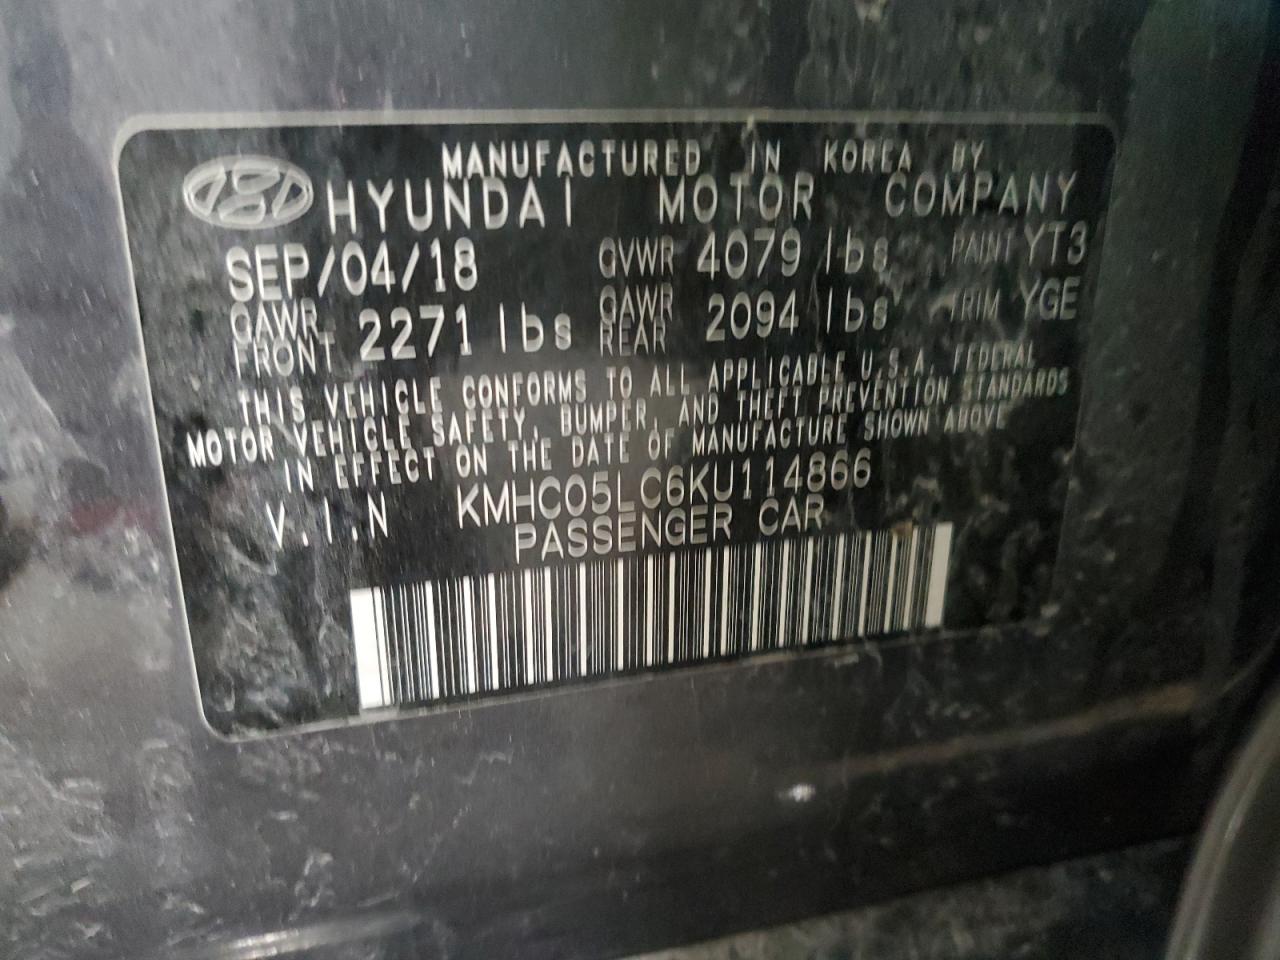 MANUFACTURED IN KOREA BY
HYUNDAI MOTOR COMPANY
SEP/04/18 GVWR 4079 lbs PAINT YT3
GAWR FRONT 2271 lbs GAWR REAR 2094 lbs TRIM YGE
THIS VEHICLE CONFORMS TO ALL APPLICABLE U.S.A. FEDERAL
MOTOR VEHICLE SAFETY, BUMPER, AND THEFT PREVENTION STANDARDS
IN EFFECT ON THE DATE OF MANUFACTURE SHOWN ABOVE
V.I.N KMHC05LC6KU114866
PASSENGER CAR